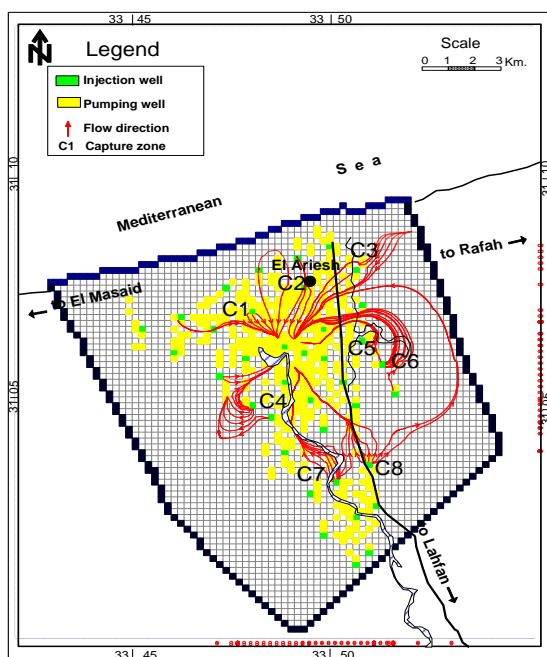 33 45
33 50
Legend
Injection well
Pumping well
Flow direction
C1 Capture zone
Scale
0 1 2 3 Km.
31 10
31 10
Mediterranean Sea
to Rafah
to El Masaid
El Ariesh
C3
C2
C1
C5
C6
C4
C7
C8
31 05
31 05
to Lahfan
33 45
33 50